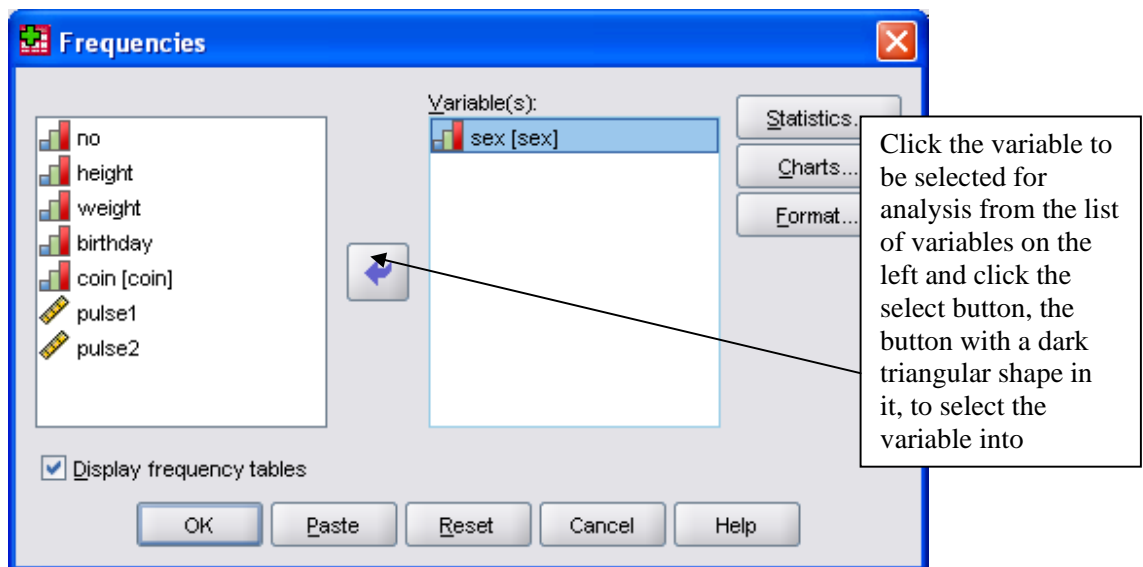 Frequencies
no
height
weight
birthday
coin [coin]
pulse1
pulse2
Variable(s):
sex [sex]
Statistics.
Charts...
Format...
Display frequency tables
OK
Paste
Reset
Cancel
Help
Click the variable to
be selected for
analysis from the list
of variables on the
left and click the
select button, the
button with a dark
triangular shape in
it, to select the
variable into